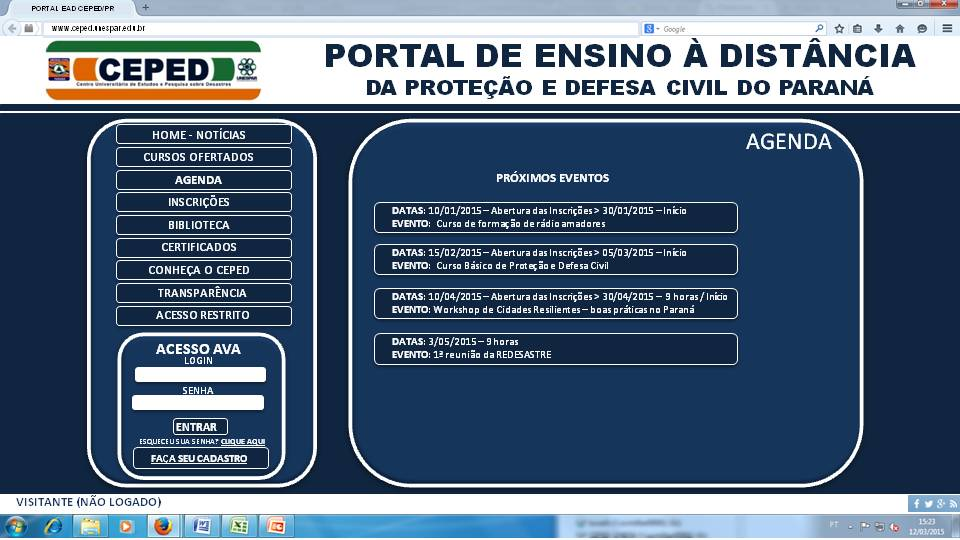 PORTAL EAD CEPED/PR
www.ceped.unespar.edu.br
Google
CEPED
Centro Universitário de Estudos e Pesquisa sobre Desastres
UNESPAR
PORTAL DE ENSINO À DISTÂNCIA
DA PROTEÇÃO E DEFESA CIVIL DO PARANÁ
HOME - NOTÍCIAS
CURSOS OFERTADOS
AGENDA
INSCRIÇÕES
BIBLIOTECA
CERTIFICADOS
CONHEÇA O CEPED
TRANSPARÊNCIA
ACESSO RESTRITO
ACESSO AVA
LOGIN
SENHA
ENTRAR
ESQUECEU SUA SENHA? CLIQUE AQUI
FAÇA SEU CADASTRO
AGENDA
PRÓXIMOS EVENTOS
DATAS: 10/01/2015 – Abertura das Inscrições > 30/01/2015 – Início
EVENTO: Curso de formação de rádio amadores
DATAS: 15/02/2015 – Abertura das Inscrições > 05/03/2015 – Início
EVENTO: Curso Básico de Proteção e Defesa Civil
DATAS: 10/04/2015 – Abertura das Inscrições > 30/04/2015 – 9 horas / Início
EVENTO: Workshop de Cidades Resilientes – boas práticas no Paraná
DATAS: 3/05/2015 – 9 horas
EVENTO: 1ª reunião da REDESASTRE
VISITANTE (NÃO LOGADO)
PT
15:23
12/03/2015